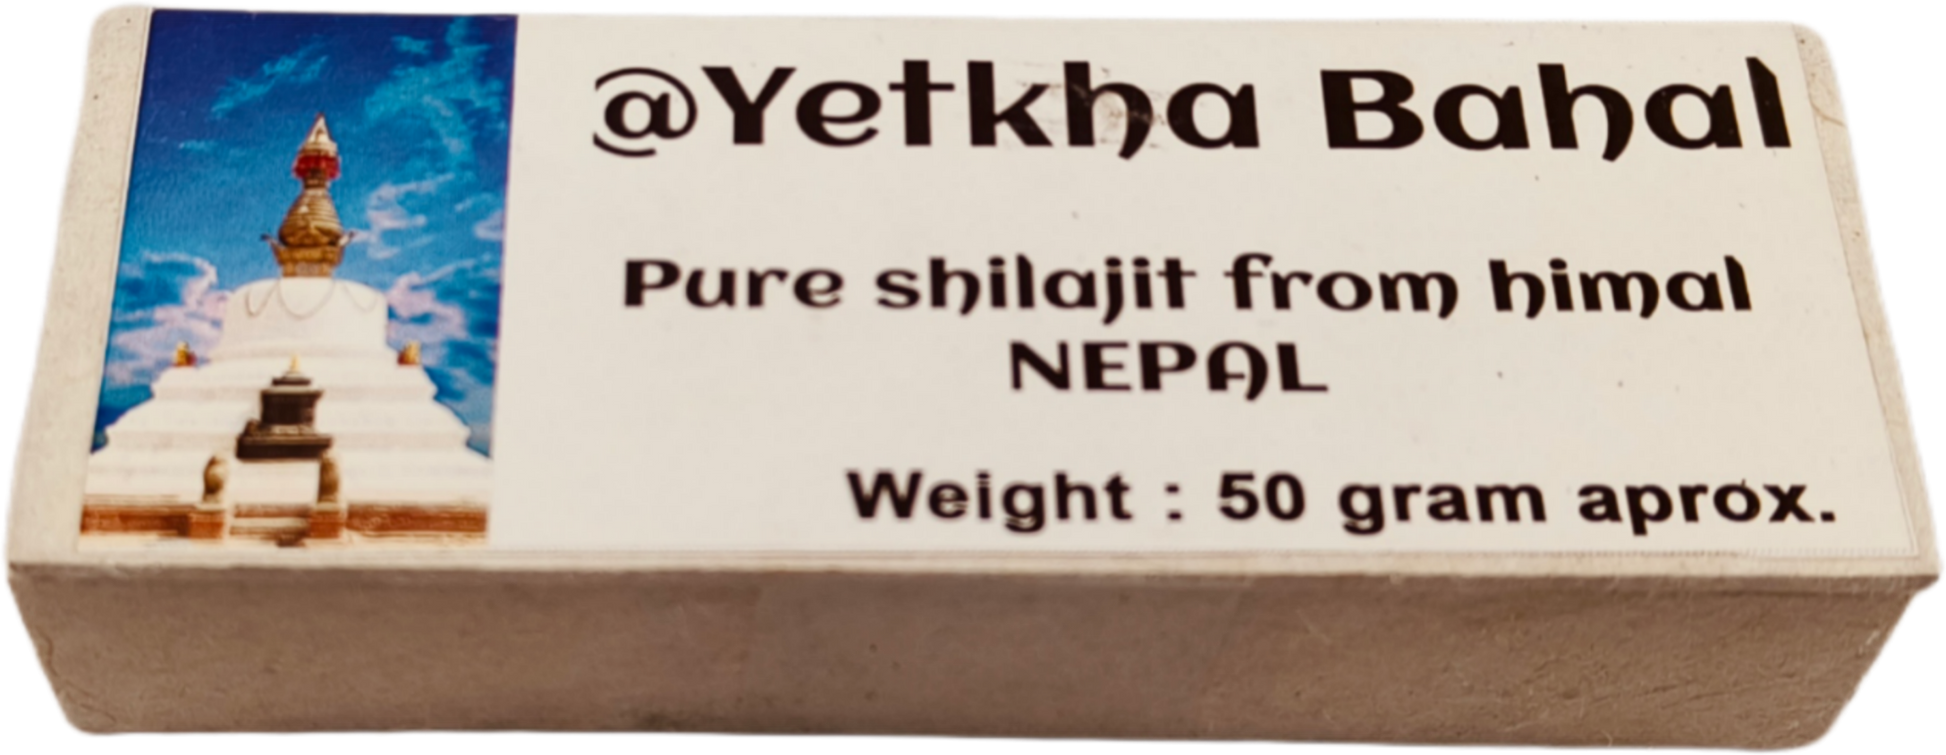 @Yetkha Bahal
Pure shilajit from himal
NEPAL
Weight : 50 gram aprox.